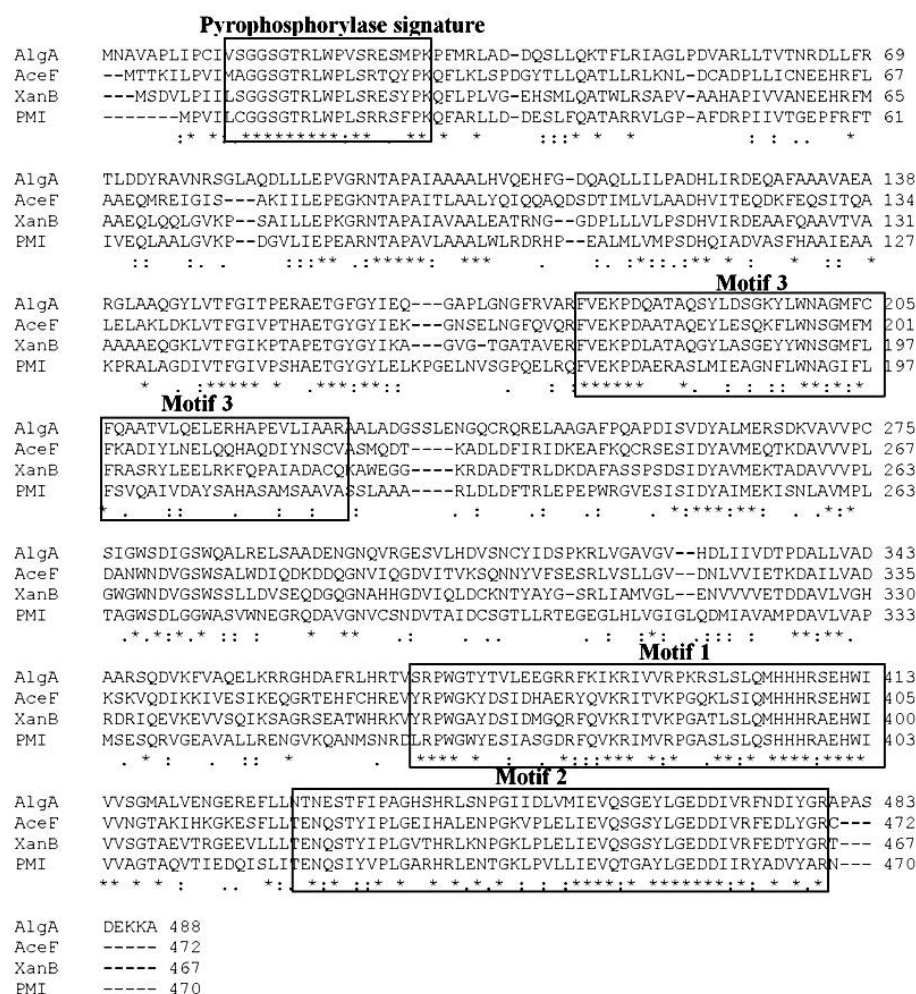 Pyrophosphorylase signature
AlgA MNAVAPLIPCIVSGGSGTRLWPVSRESMPKPFMRLAD-DQSLLQKTFLRIAGLPDVARLLTVTNRDLLFR 69
AceF --MTTKILPVIMAGGSGTRLWPLSRTQYPKQFLKLSPDGYTLLQATLLRLKNL-DCADPLLICNEEHRFL 67
XanB ---MSDVLPIILSGGSGTRLWPLSRESYPKQFLPLVG-EHSMLQATWLRSAPV-AAHAPIVVANEEHRFM 65
PMI -------MPVILCGGSGTRLWPLSRRSFPKQFARLLD-DESLFQATARRVLGP-AFDRPIIVTGEPFRFT 61
:* *: .********* :** .** * * * :::* * * : : .. *
AlgA TLDDYRAVNRSGLAQDLLLEPVGRNTAPAIAAAALHVQEHFG-DQAQLLILPADHLIRDEQAFAAAVAEA 138
AceF AAEQMREIGIS---AKIILEPEGKNTAPAITLAALYQIQQAQDSDTIMLVLAADHVITEQDKFEQSITQA 134
XanB AAEQLQQLGVKP--SAILLEPKGRNTAPAIAVAALEATRNG--GDPLLLVLPSDHVIRDEAAFQAAVTVA 131
PMI IVEQLAALGVKP--DGVLIEPEARNTAPAVLAAALWLRDRHP--EALMLVMPSDHQIADVASFHAAIEAA 127
:: :. . :::** .:*****: *** . .: :*:: .:** * : * :: *
Motif 3
AlgA RGLAAQGYLVTFGITPERAETGFGYIEQ---GAPLGNGFRVARFVEKPDQATAQSYLDSGKYLWNAGMFC 205
AceF LELAKLDKLVTFGIVPTHAETGYGYIEK---GNSELNGFQVQRFVEKPDAATAQEYLESQKFLWNSGMFM 201
XanB AAAAEQGKLVTFGIKPTAPETGYGYIKA---GVG-TGATAVERFVEKPDLATAQGYLASGEYYWNSGMFL 197
PMI KPRALAGDIVTFGIVPSHAETGYGYLELKPGELNVSGPQELRQFVEKPDAERASLMIEAGNFLWNAGIFL 197
* . :***** * .***:**:: . : :****** *. : : :: **:*:*
Motif 3
AlgA FQAATVLQELERHAPEVLIAARAALADGSSLENGQCRQRELAAGAFPQAPDISVDYALMERSDKVAVVPC 275
AceF FKADIYLNELQQHAQDIYNSCVASMQDT----KADLDFIRIDKEAFKQCRSESIDYAVMEQTKDAVVVPL 267
XanB FRASRYLEELRKFQPAIADACQKAWEGG----KRDADFTRLDKDAFASSPSDSIDYAVMEKTADAVVVPL 263
PMI FSVQAIVDAYSAHASAMSAAVASSLAAA----RLDLDFTRLEPEPWRGVESISIDYAIMEKISNLAVMPL 263
* . :: : : : . : .: . . *:***:**: . .*:*
AlgA SIGWSDIGSWQALRELSAADENGNQVRGESVLHDVSNCYIDSPKRLVGAVGV--HDLIIVDTPDALLVAD 343
AceF DANWNDVGSWSALWDIQDKDDQGNVIQGDVITVKSQNNYVFSESRLVSLLGV--DNLVVIETKDAILVAD 335
XanB GWGWNDVGSWSSLLDVSEQDGQGNAHHGDVIQLDCKNTYAYG-SRLIAMVGL--ENVVVVETDDAVLVGH 330
PMI TAGWSDLGGWASVWNEGRQDAVGNVCSNDVTAIDCSGTLLRTEGEGLHLVGIGLQDMIAVAMPDAVLVAP 333
.*.*:*.* :: : * ** .: . .. . : :*: .:: : **:**.
Motif 1
AlgA AARSQDVKFVAQELKRRGHDAFRLHRTVSRPWGTYTVLEEGRRFKIKRIVVRPKRSLSLQMHHHRSEHWI 413
AceF KSKVQDIKKIVESIKEQGRTEHFCHREVYRPWGKYDSIDHAERYQVKRITVKPGQKLSIQMHHHRAEHWI 405
XanB RDRIQEVKEVVSQIKSAGRSEATWHRKVYRPWGAYDSIDMGQRFQVKRITVKPGATLSLQMHHHRAEHWI 400
PMI MSESQRVGEAVALLRENGVKQANMSNRDLRPWGWYESIASGDRFQVKRIMVRPGASLSLQSHHHRAEHWI 403
. * : . :: * . **** * : . *:::*** *:* **:* ****:****
Motif 2
AlgA VVSGMALVENGEREFLLNTNESTFIPAGHSHRLSNPGIIDLVMIEVQSGEYLGEDDIVRFNDIYGRAPAS 483
AceF VVNGTAKIHKGKESFLLTENQSTYIPLGEIHALENPGKVPLELIEVQSGSYLGEDDIVRFEDLYGRC--- 472
XanB VVSGTAEVTRGEEVLLLTENQSTYIPLGVTHRLKNPGKLPLELIEVQSGSYLGEDDIVRFEDTYGRT--- 467
PMI VVAGTAQVTIEDQISLITENQSIYVPLGARHRLENTGKLPVLLIEVQTGAYLGEDDIIRYADVYARN--- 470
** * * : .. *: *:* ::* * * *.*.* : : :****:* *******:*: * *.*
AlgA DEKKA 488
AceF ----- 472
XanB ----- 467
PMI ----- 470